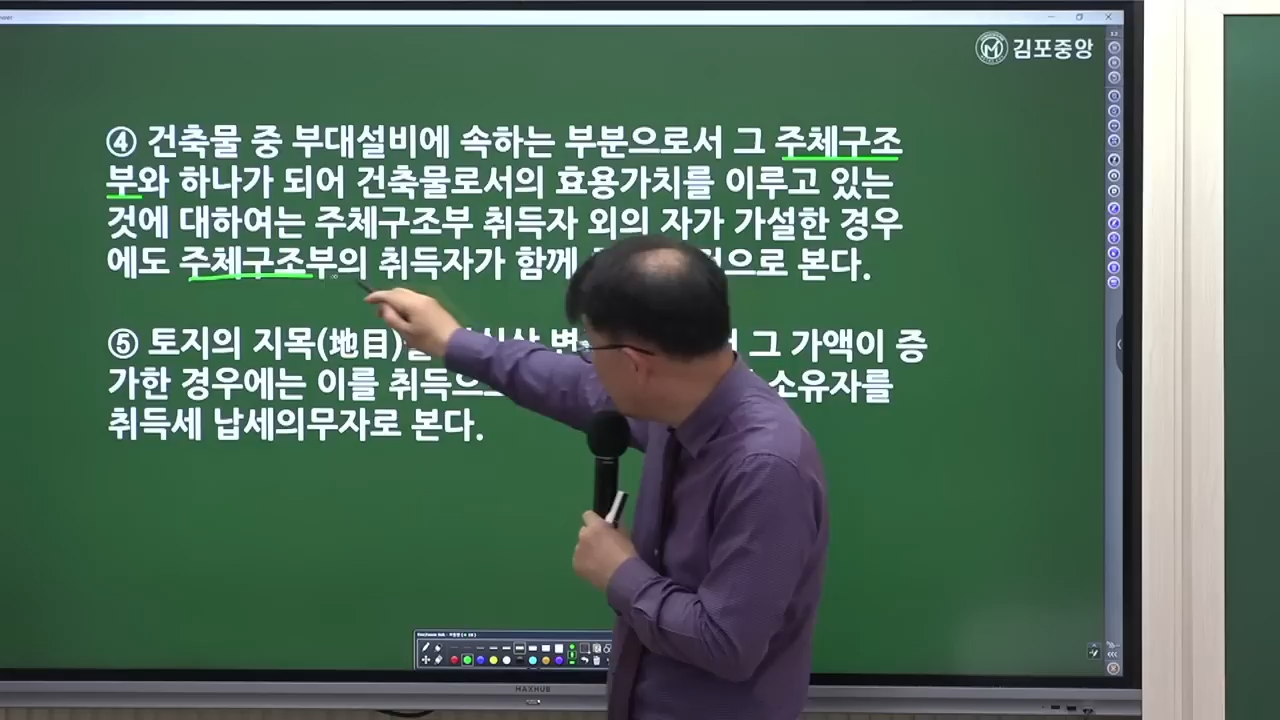 김포중앙
④ 건축물 중 부대설비에 속하는 부분으로서 그 주체구조
부와 하나가 되어 건축물로서의 효용가치를 이루고 있는
것에 대하여는 주체구조부 취득자 외의 자가 가설한 경우
에도 주체구조부의 취득자가 함께 으로 본다.
⑤ 토지의 지목(地目)을 그 가액이 증
가한 경우에는 이를 소유자를
취득세 납세의무자로 본다.
MAXHUB